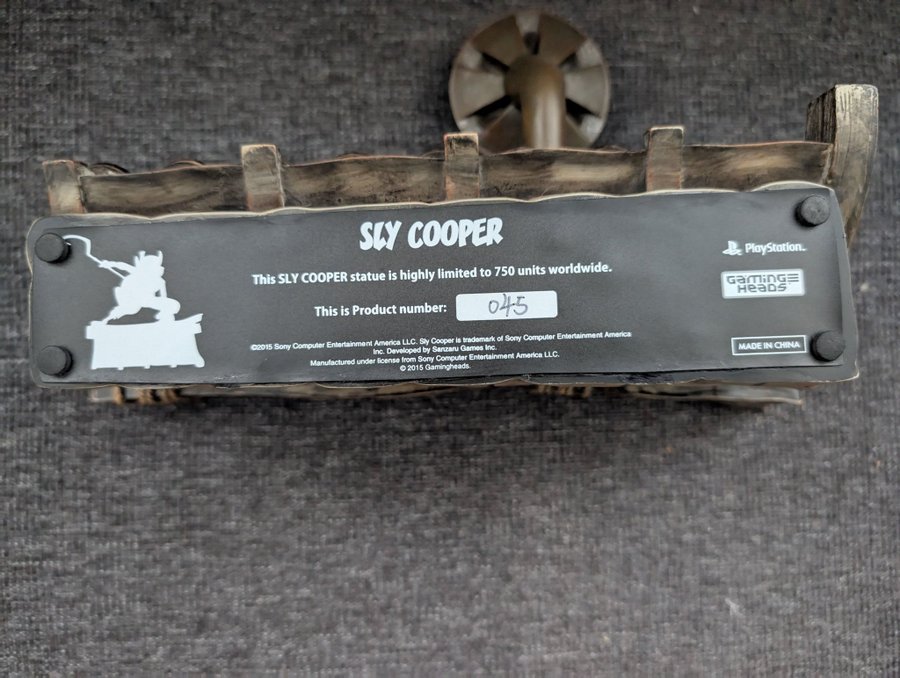 SLY COOPER
This SLY COOPER statue is highly limited to 750 units worldwide.
This is Product number: 045
©2015 Sony Computer Entertainment America LLC. Sly Cooper is trademark of Sony Computer Entertainment America
Inc. Developed by Sanzaru Games Inc.
Manufactured under license from Sony Computer Entertainment America LLC.
© 2015 Gamingheads.
PlayStation.
GAMING
HEADS
MADE IN CHINA